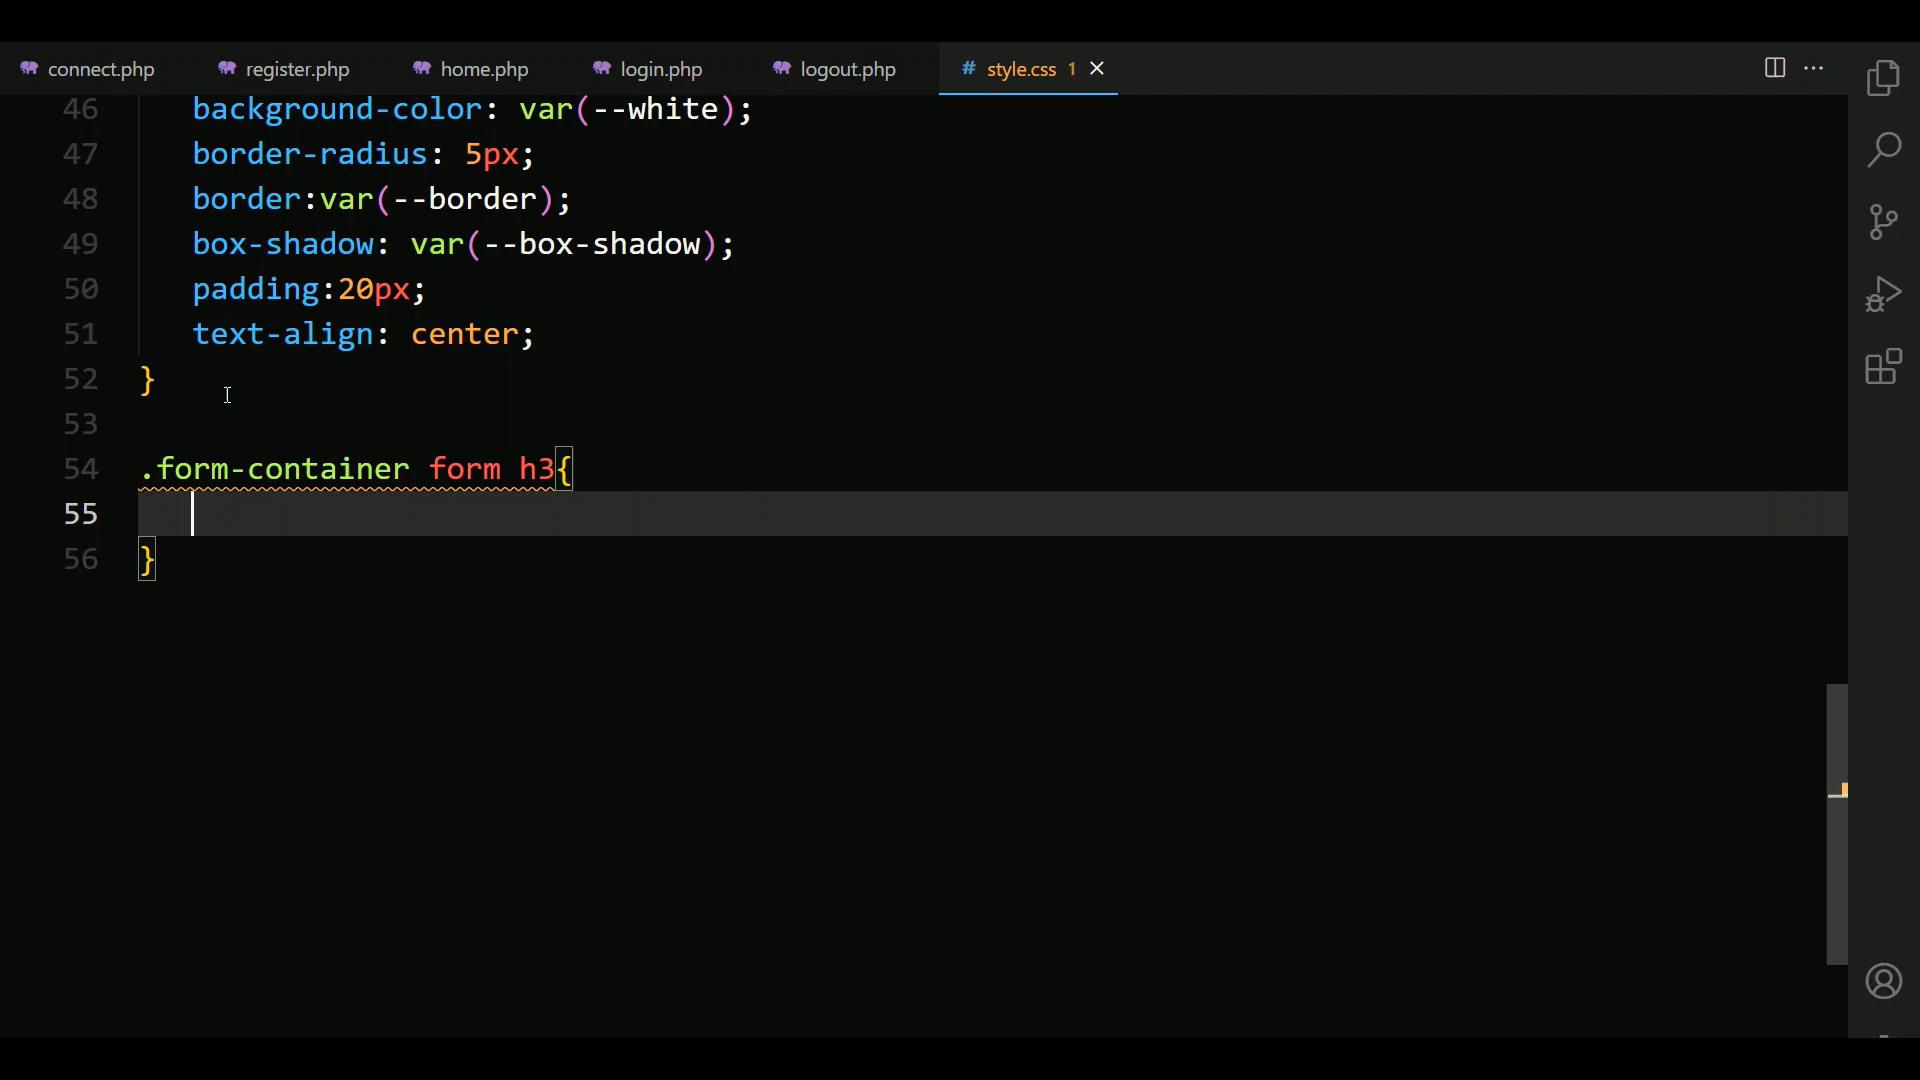 connect.php register.php home.php login.php logout.php # style.css 1
46 background-color: var(--white);
47 border-radius: 5px;
48 border:var(--border);
49 box-shadow: var(--box-shadow);
50 padding:20px;
51 text-align: center;
52 }
53
54 .form-container form h3{
55
56 }